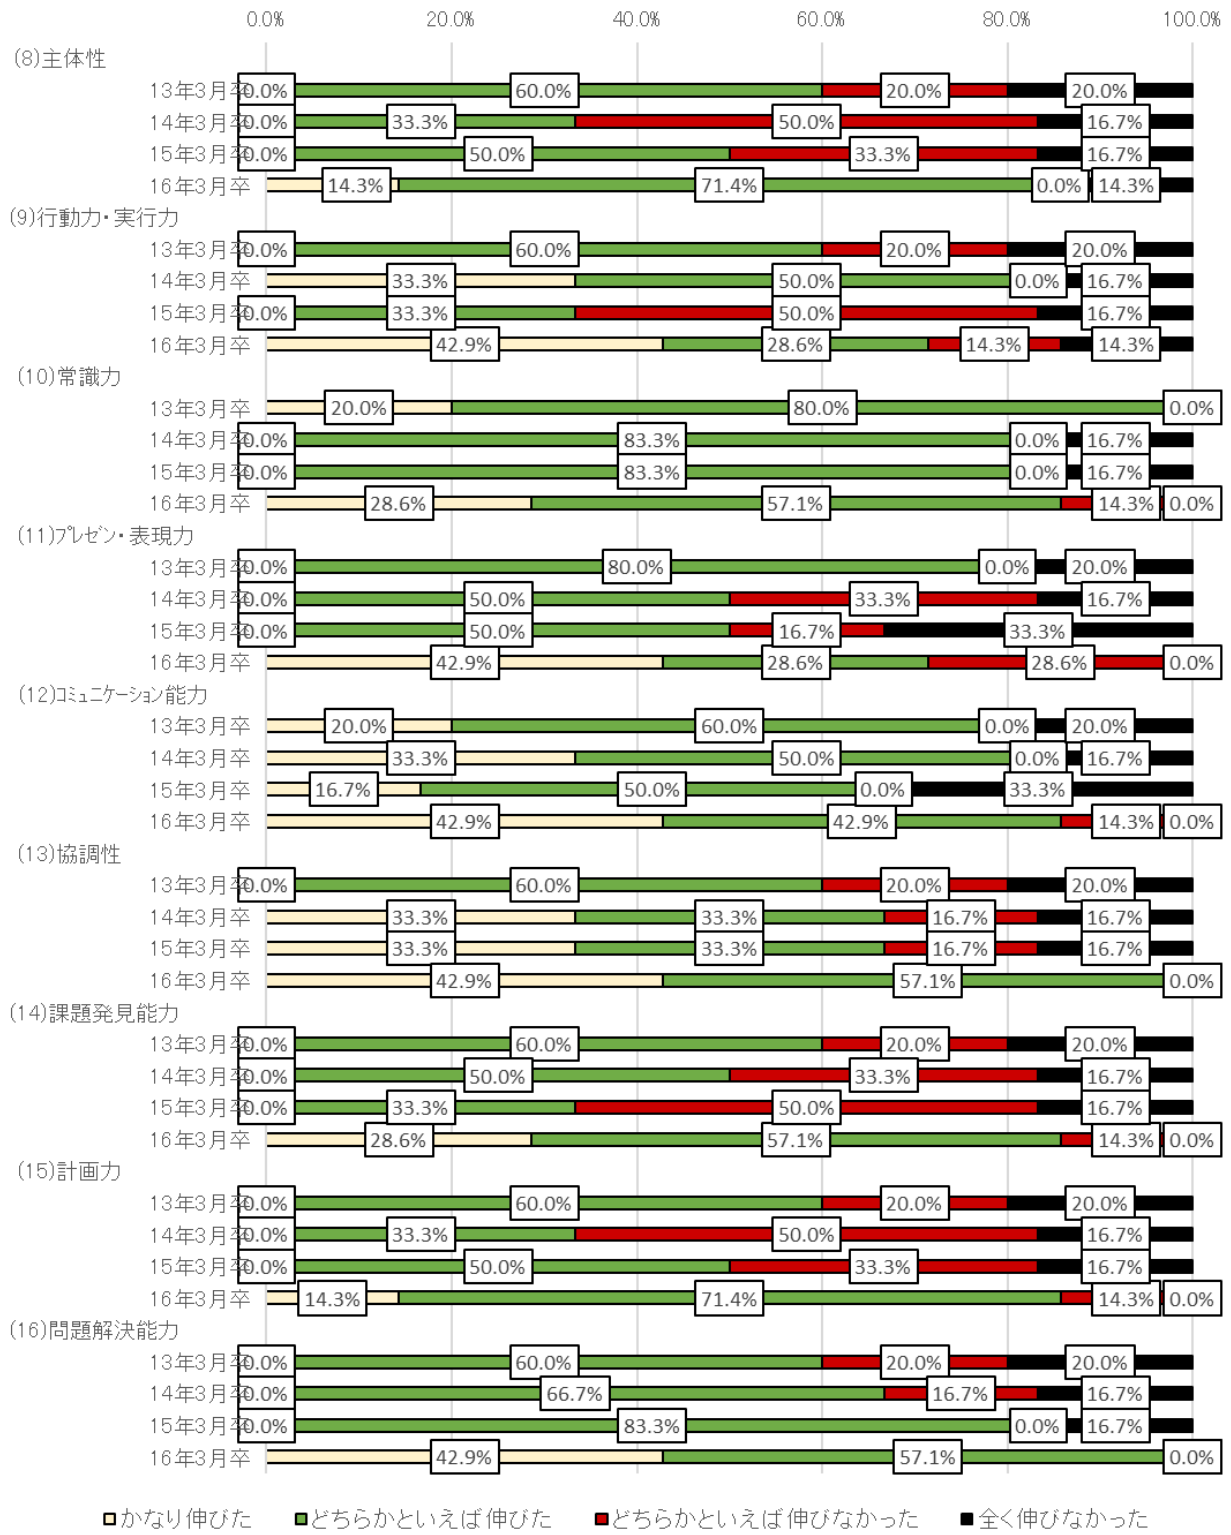 0.0% 20.0% 40.0% 60.0% 80.0% 100.0%
(8)主体性
13年3月卒 0.0% 60.0% 20.0% 20.0%
14年3月卒 0.0% 33.3% 50.0% 16.7%
15年3月卒 0.0% 50.0% 33.3% 16.7%
16年3月卒 14.3% 71.4% 0.0% 14.3%
(9)行動力・実行力
13年3月卒 0.0% 60.0% 20.0% 20.0%
14年3月卒 33.3% 50.0% 0.0% 16.7%
15年3月卒 0.0% 33.3% 50.0% 16.7%
16年3月卒 42.9% 28.6% 14.3% 14.3%
(10)常識力
13年3月卒 20.0% 80.0% 0.0%
14年3月卒 0.0% 83.3% 0.0% 16.7%
15年3月卒 0.0% 83.3% 0.0% 16.7%
16年3月卒 28.6% 57.1% 14.3% 0.0%
(11)プレゼン・表現力
13年3月卒 0.0% 80.0% 0.0% 20.0%
14年3月卒 0.0% 50.0% 33.3% 16.7%
15年3月卒 0.0% 50.0% 16.7% 33.3%
16年3月卒 42.9% 28.6% 28.6% 0.0%
(12)コミュニケーション能力
13年3月卒 20.0% 60.0% 0.0% 20.0%
14年3月卒 33.3% 50.0% 0.0% 16.7%
15年3月卒 16.7% 50.0% 0.0% 33.3%
16年3月卒 42.9% 42.9% 14.3% 0.0%
(13)協調性
13年3月卒 0.0% 60.0% 20.0% 20.0%
14年3月卒 33.3% 33.3% 16.7% 16.7%
15年3月卒 33.3% 33.3% 16.7% 16.7%
16年3月卒 42.9% 57.1% 0.0%
(14)課題発見能力
13年3月卒 0.0% 60.0% 20.0% 20.0%
14年3月卒 0.0% 50.0% 33.3% 16.7%
15年3月卒 0.0% 33.3% 50.0% 16.7%
16年3月卒 28.6% 57.1% 14.3% 0.0%
(15)計画力
13年3月卒 0.0% 60.0% 20.0% 20.0%
14年3月卒 0.0% 33.3% 50.0% 16.7%
15年3月卒 0.0% 50.0% 33.3% 16.7%
16年3月卒 14.3% 71.4% 14.3% 0.0%
(16)問題解決能力
13年3月卒 0.0% 60.0% 20.0% 20.0%
14年3月卒 0.0% 66.7% 16.7% 16.7%
15年3月卒 0.0% 83.3% 0.0% 16.7%
16年3月卒 42.9% 57.1% 0.0%
かなり伸びた どちらかといえば伸びた どちらかといえば伸びなかった 全く伸びなかった